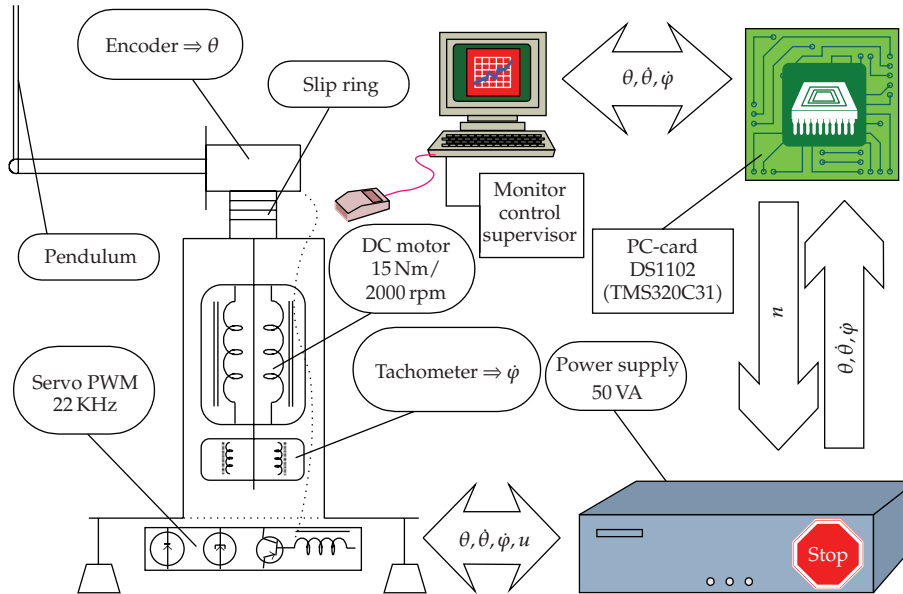 Encoder ⇒ θ
Slip ring
θ, θ̇, φ̇
Monitor
control
supervisor
Pendulum
DC motor
15 Nm/
2000 rpm
PC-card
DS1102
(TMS320C31)
u
θ, θ̇, φ̇
Servo PWM
22 KHz
Tachometer ⇒ φ̇
Power supply
50 VA
θ, θ̇, φ̇, u
Stop